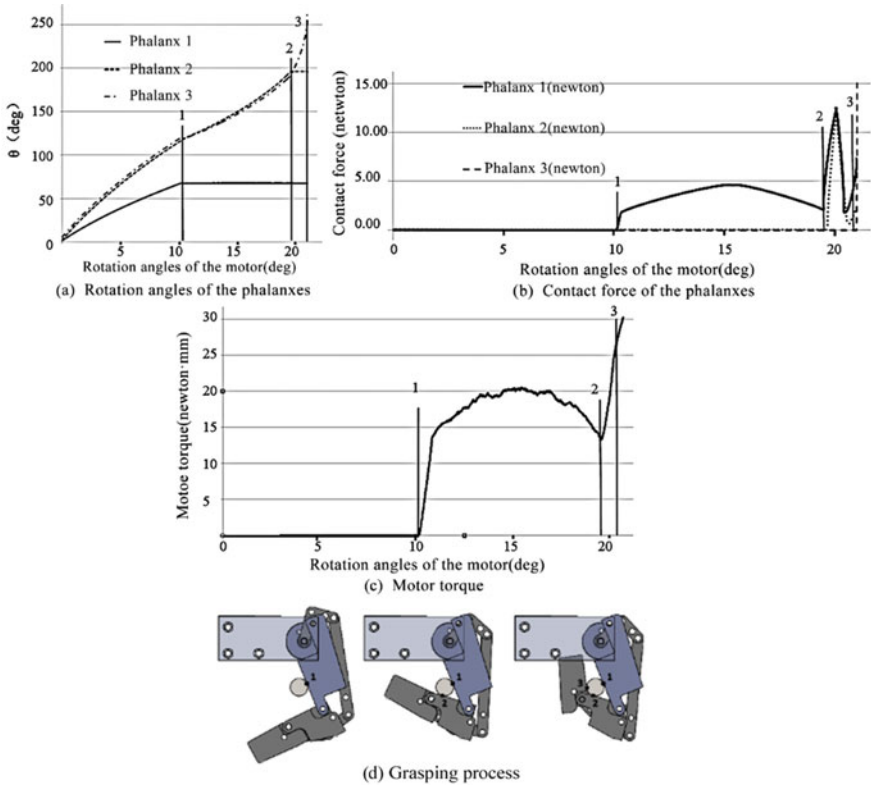 250
200
150
100
50
0
θ (deg)
Phalanx 1
Phalanx 2
Phalanx 3
1
2
3
5
10
15
20
Rotation angles of the motor(deg)
(a) Rotation angles of the phalanxes
15.00
10.00
5.00
0.00
Contact force (netwton)
Phalanx 1(newton)
Phalanx 2(newton)
Phalanx 3(newton)
1
2
3
0
5
10
15
20
Rotation angles of the motor(deg)
(b) Contact force of the phalanxes
30
25
20
15
10
5
Motoe torque(newton·mm)
1
2
3
0
5
10
15
20
Rotation angles of the motor(deg)
(c) Motor torque
1
1
2
1
2
3
(d) Grasping process